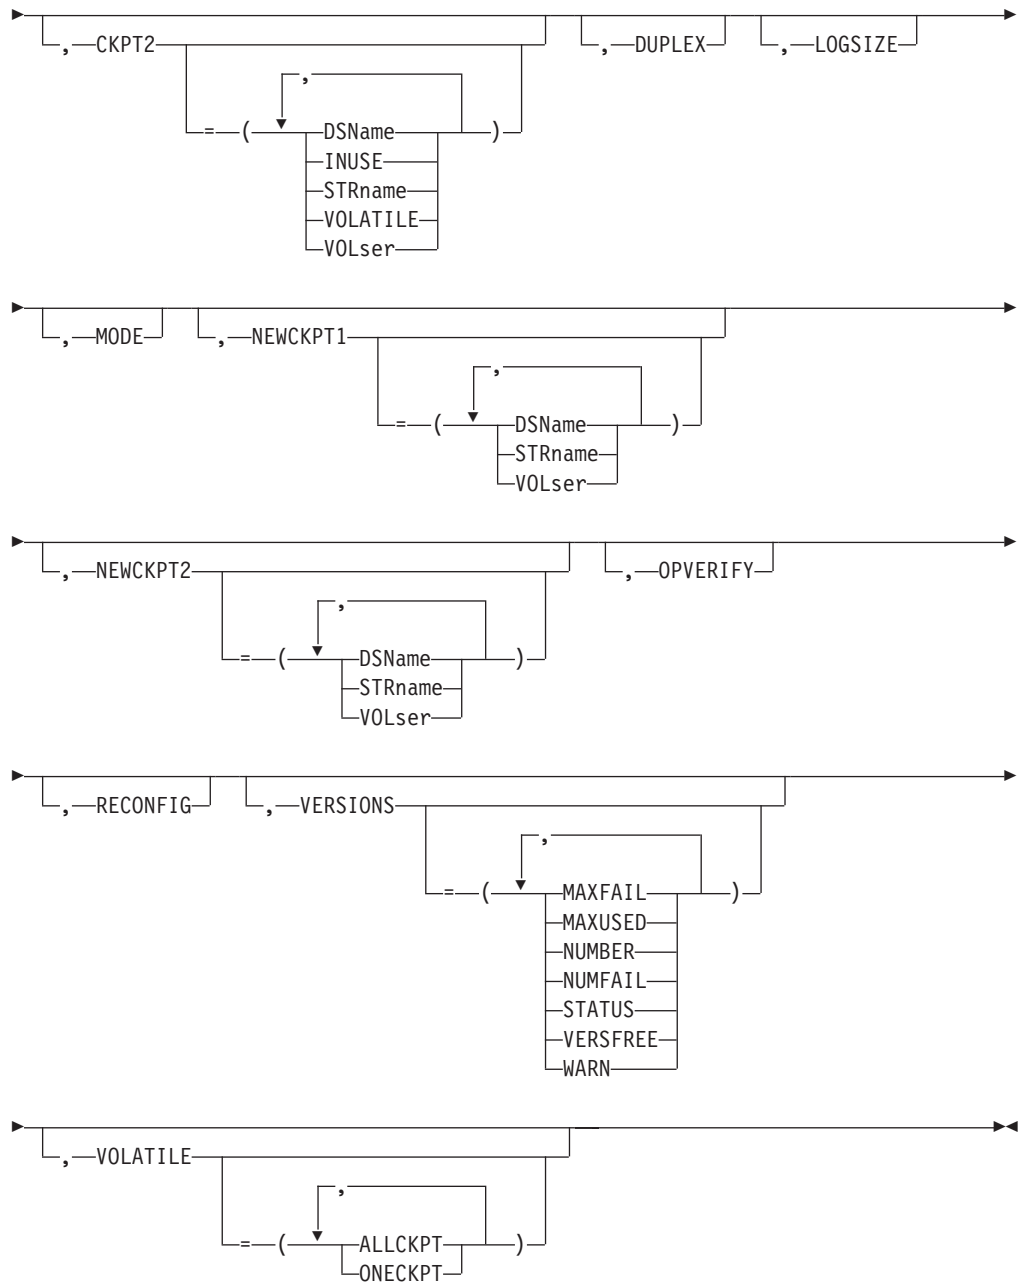 , CKPT2 , DUPLEX , LOGSIZE
,
= ( DSName )
INUSE
STRname
VOLATILE
VOLser
, MODE , NEWCKPT1
,
= ( DSName )
STRname
VOLser
, NEWCKPT2 , OPVERIFY
,
= ( DSName )
STRname
VOLser
, RECONFIG , VERSIONS
,
= ( MAXFAIL )
MAXUSED
NUMBER
NUMFAIL
STATUS
VERSFREE
WARN
, VOLATILE
,
= ( ALLCKPT )
ONECKPT